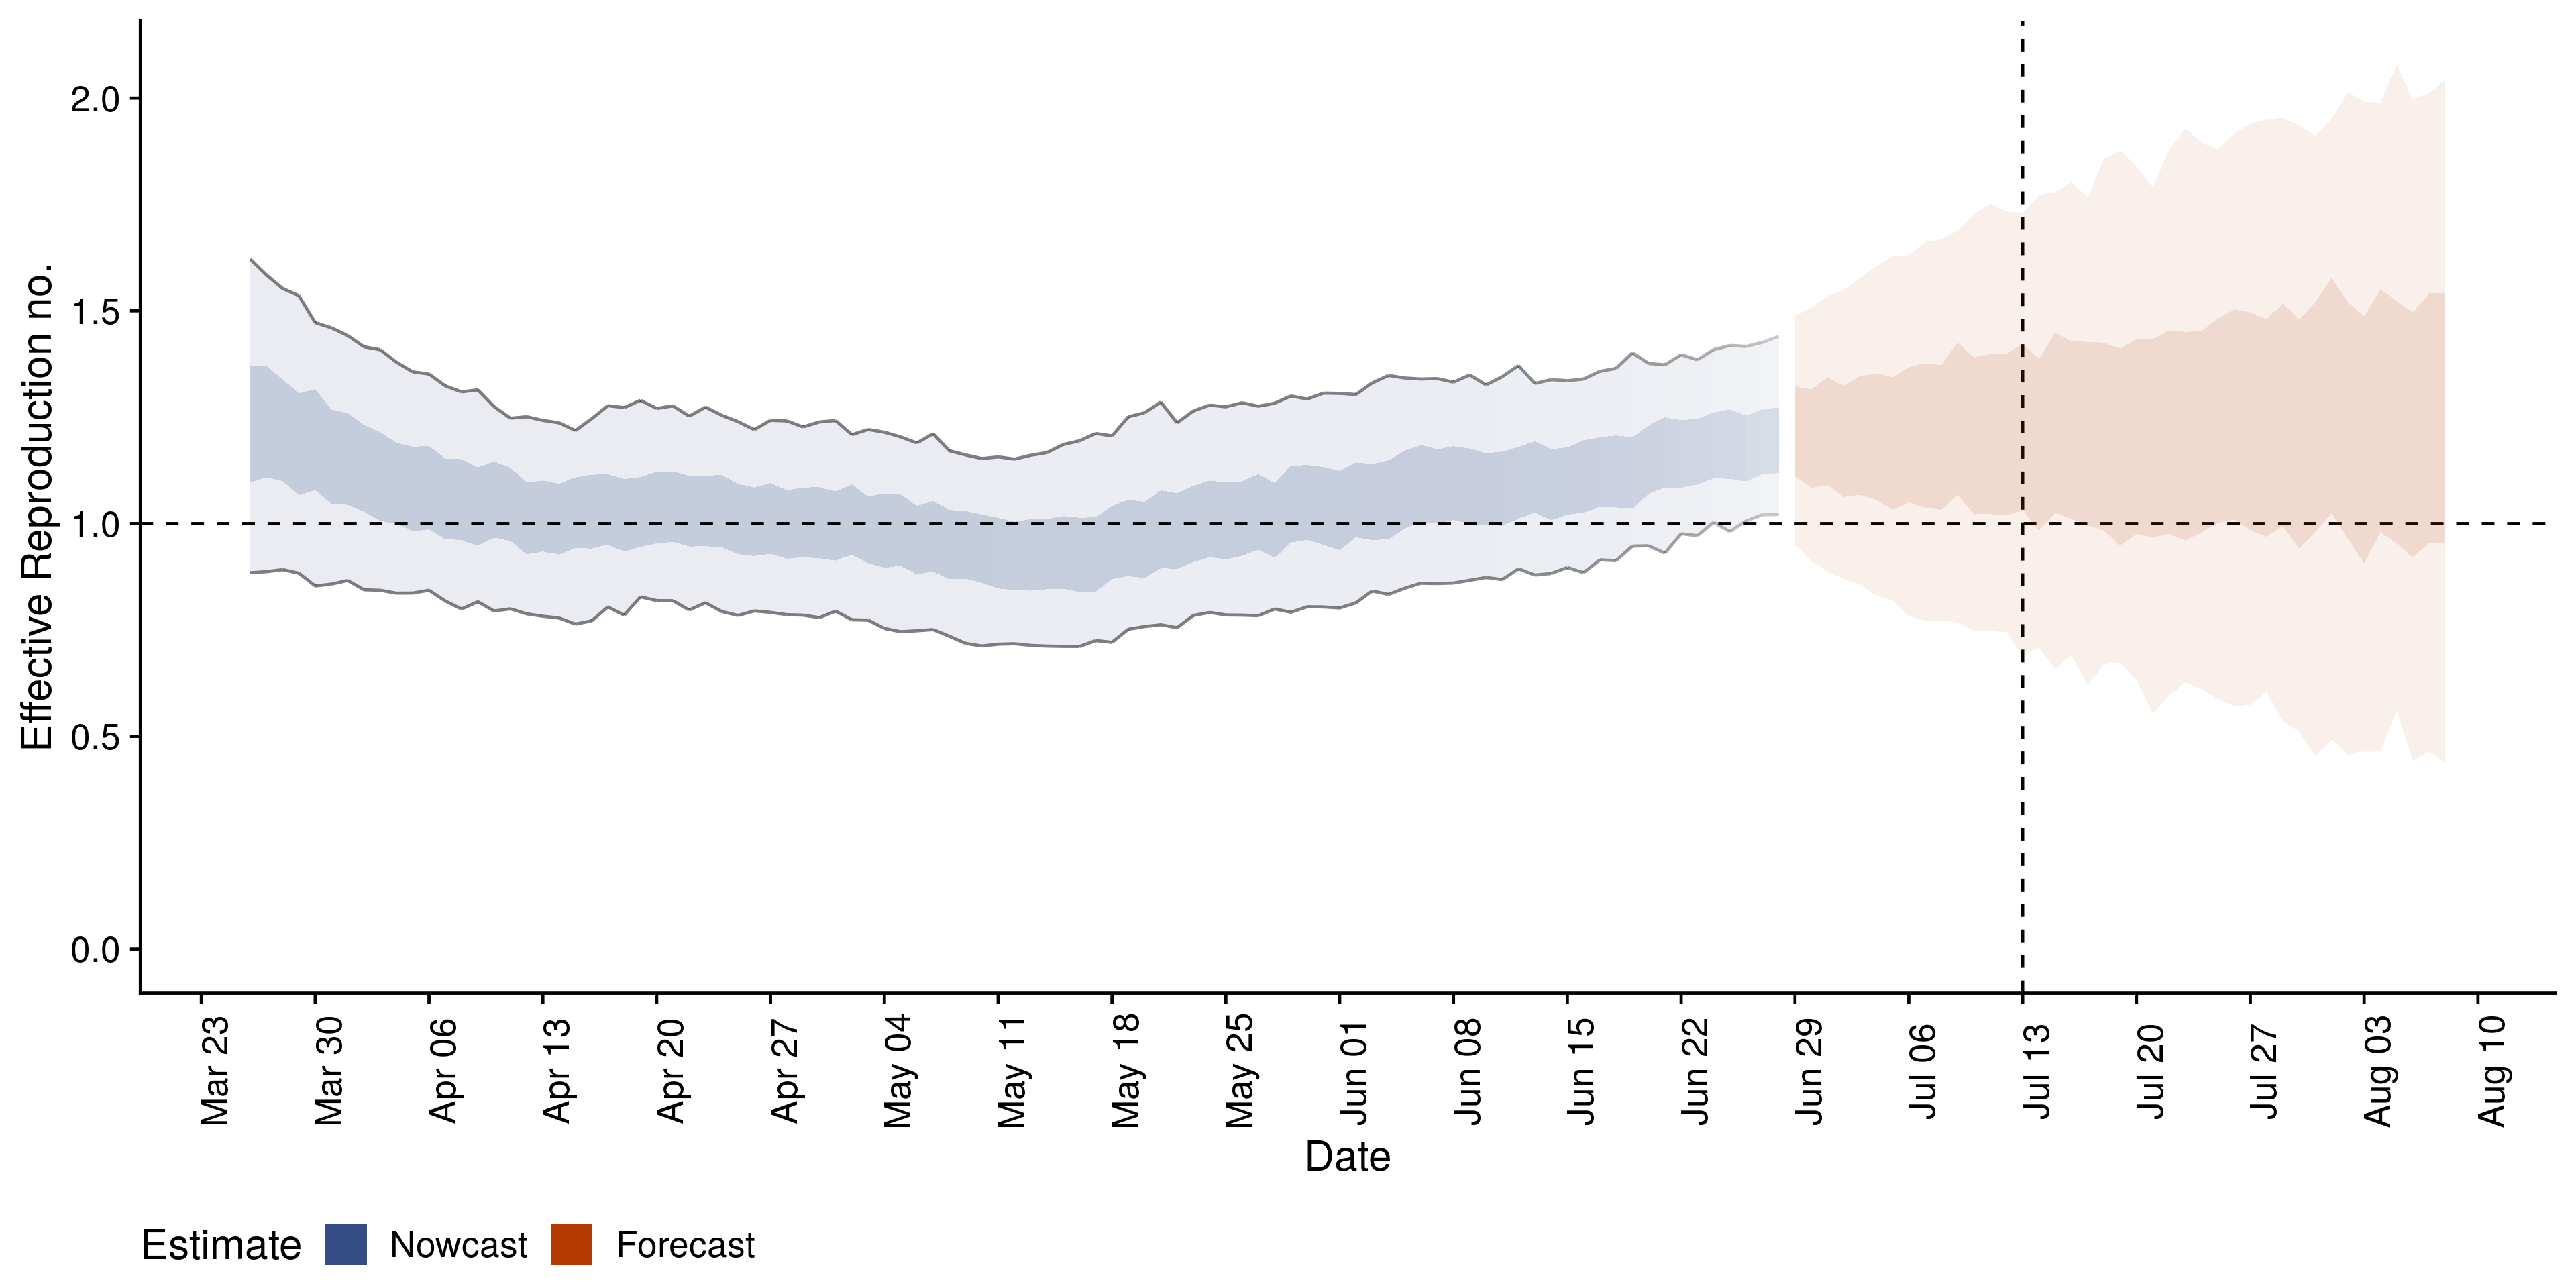 Effective Reproduction no.
2.0
1.5
1.0
0.5
0.0
Mar 23
Mar 30
Apr 06
Apr 13
Apr 20
Apr 27
May 04
May 11
May 18
May 25
Jun 01
Jun 08
Jun 15
Jun 22
Jun 29
Jul 06
Jul 13
Jul 20
Jul 27
Aug 03
Aug 10
Date
Estimate Nowcast Forecast